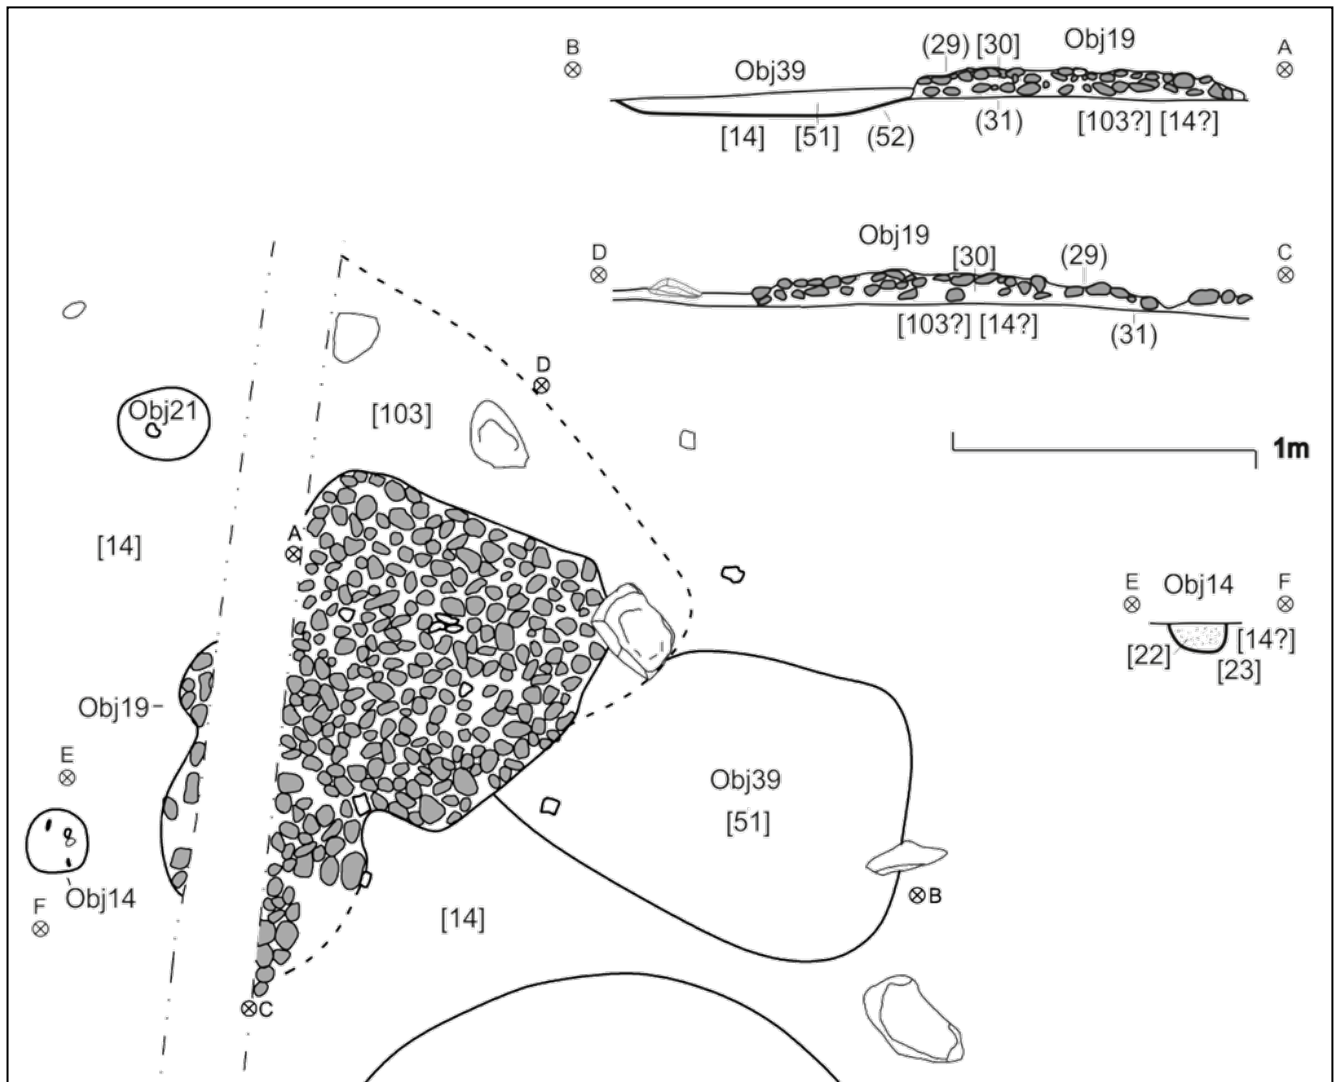 B
(29) [30]
Obj19
A
Obj39
[14] [51] (52)
(31)
[103?] [14?]
Obj19
D
[30]
(29)
C
[103?] [14?]
(31)
D
Obj21
[103]
1m
[14]
A
E
Obj14
F
[22]
[14?]
[23]
Obj19
E
Obj39
[51]
Obj14
F
[14]
B
C